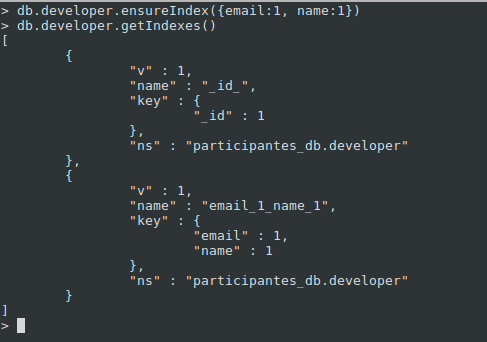 > db.developer.ensureIndex({email:1, name:1})
> db.developer.getIndexes()
[
        {
                "v" : 1,
                "name" : "_id_",
                "key" : {
                        "_id" : 1
                },
                "ns" : "participantes_db.developer"
        },
        {
                "v" : 1,
                "name" : "email_1_name_1",
                "key" : {
                        "email" : 1,
                        "name" : 1
                },
                "ns" : "participantes_db.developer"
        }
]
>